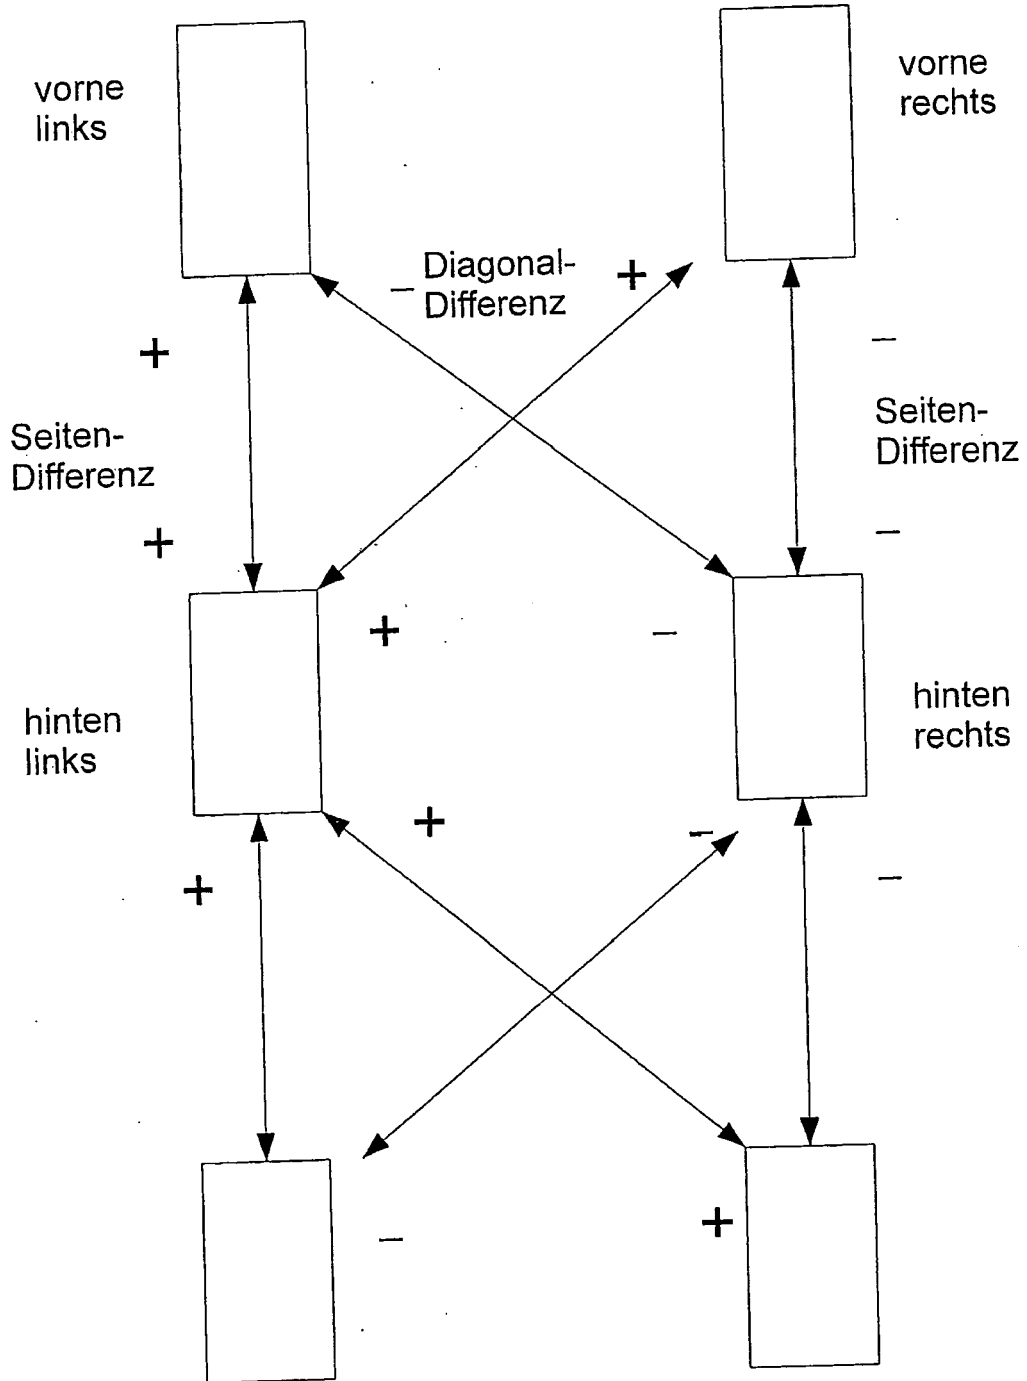 vorne
links
vorne
rechts
– Diagonal- +
Differenz
+
–
Seiten-
Differenz
Seiten-
Differenz
+
–
+
–
hinten
links
hinten
rechts
+
–
+
–
–
+